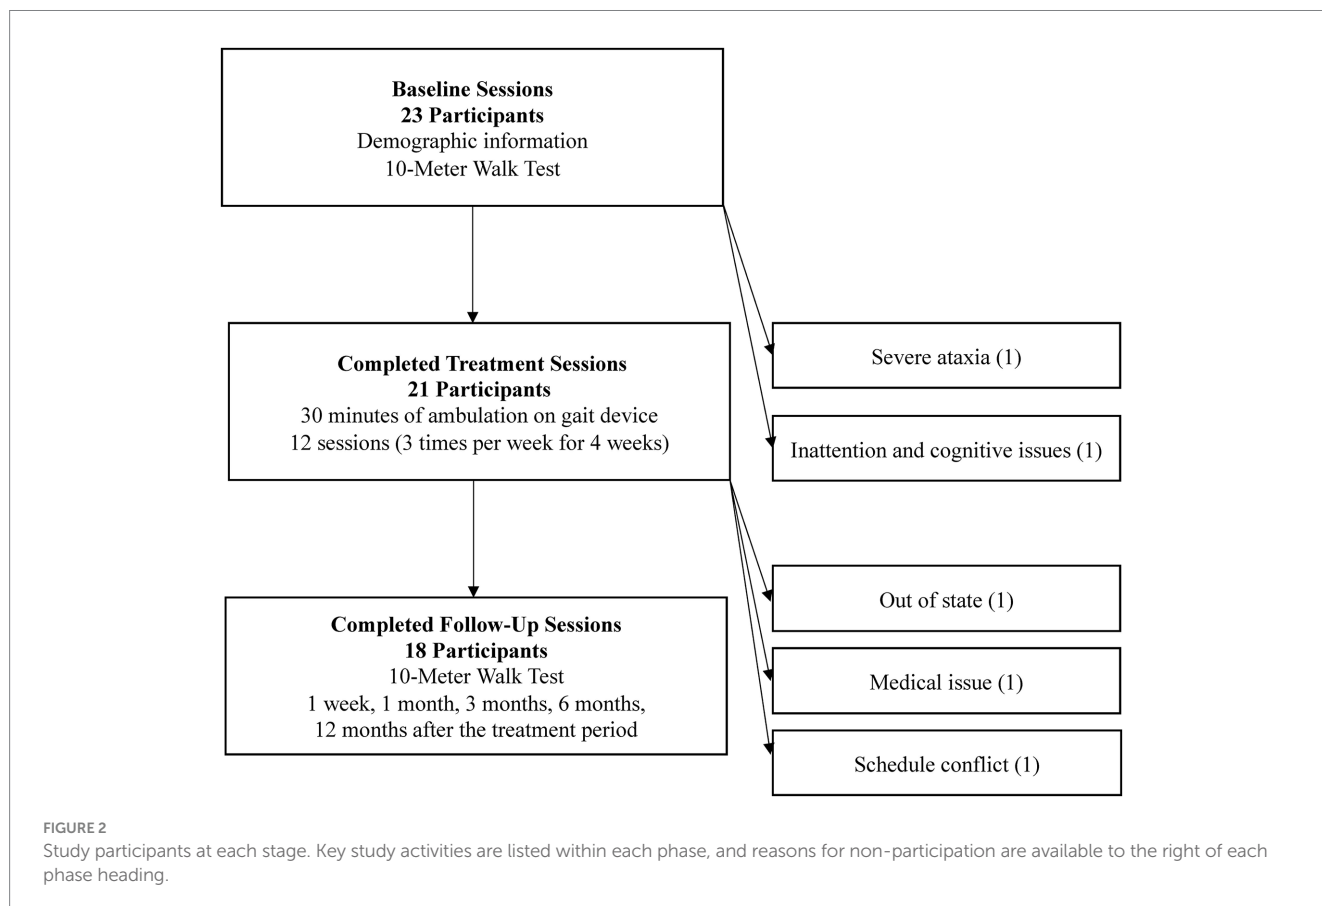 Baseline Sessions
23 Participants
Demographic information
10-Meter Walk Test
Severe ataxia (1)
Completed Treatment Sessions
21 Participants
30 minutes of ambulation on gait device
12 sessions (3 times per week for 4 weeks)
Inattention and cognitive issues (1)
Out of state (1)
Completed Follow-Up Sessions
18 Participants
10-Meter Walk Test
1 week, 1 month, 3 months, 6 months,
12 months after the treatment period
Medical issue (1)
Schedule conflict (1)
FIGURE 2
Study participants at each stage. Key study activities are listed within each phase, and reasons for non-participation are available to the right of each
phase heading.